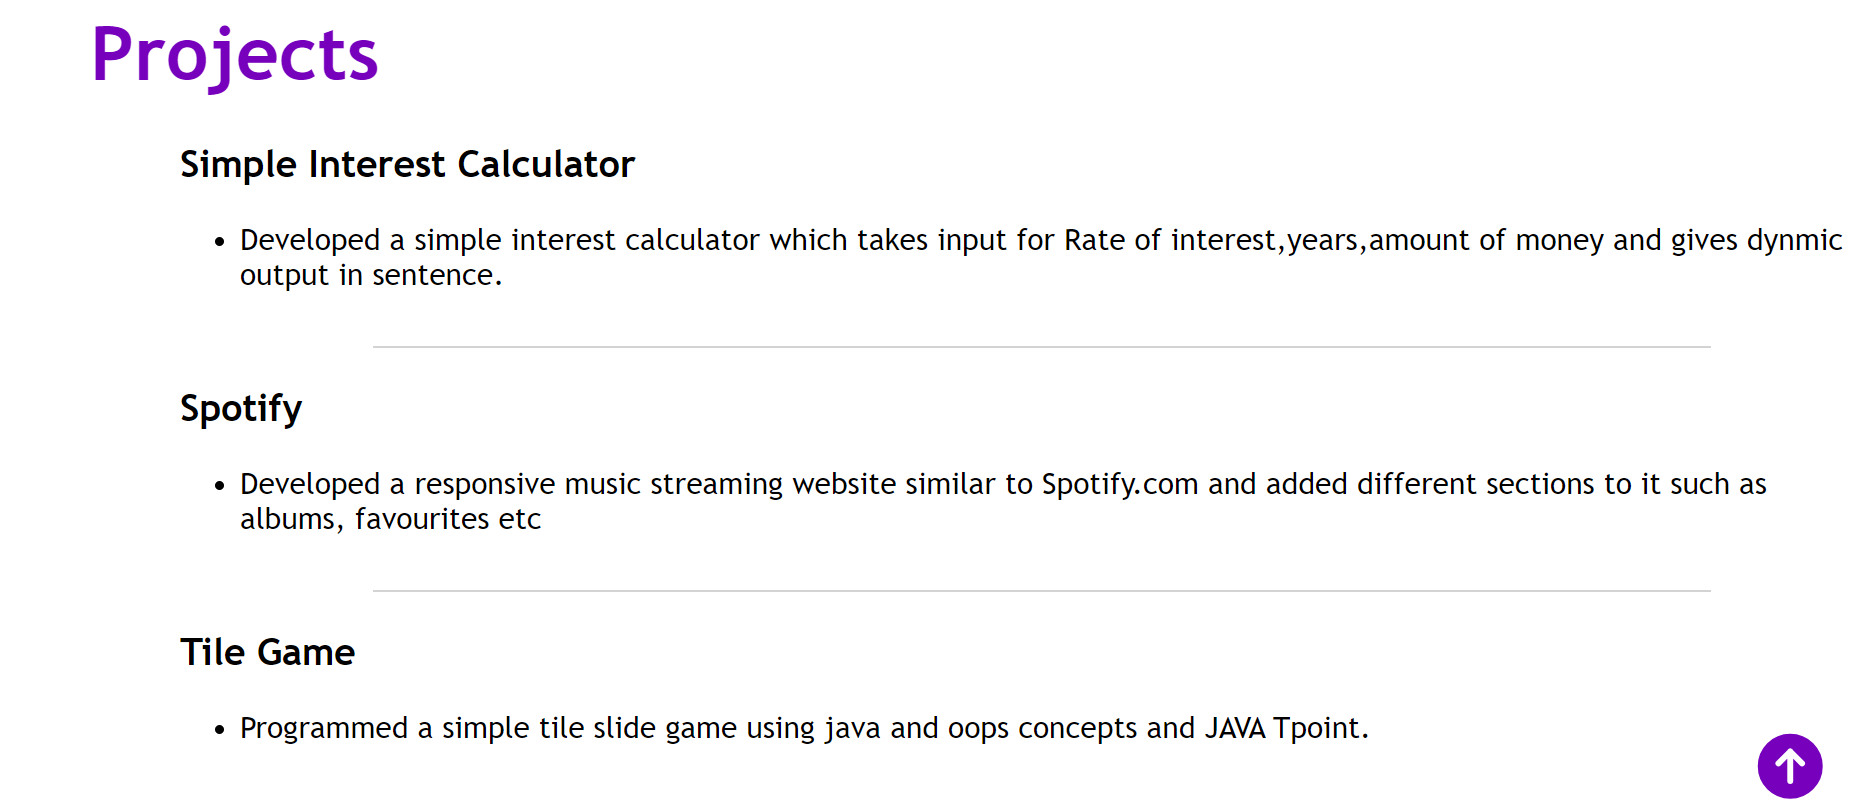 Projects
Simple Interest Calculator
• Developed a simple interest calculator which takes input for Rate of interest,years,amount of money and gives dynmic
output in sentence.
Spotify
• Developed a responsive music streaming website similar to Spotify.com and added different sections to it such as
albums, favourites etc
Tile Game
• Programmed a simple tile slide game using java and oops concepts and JAVA Tpoint.